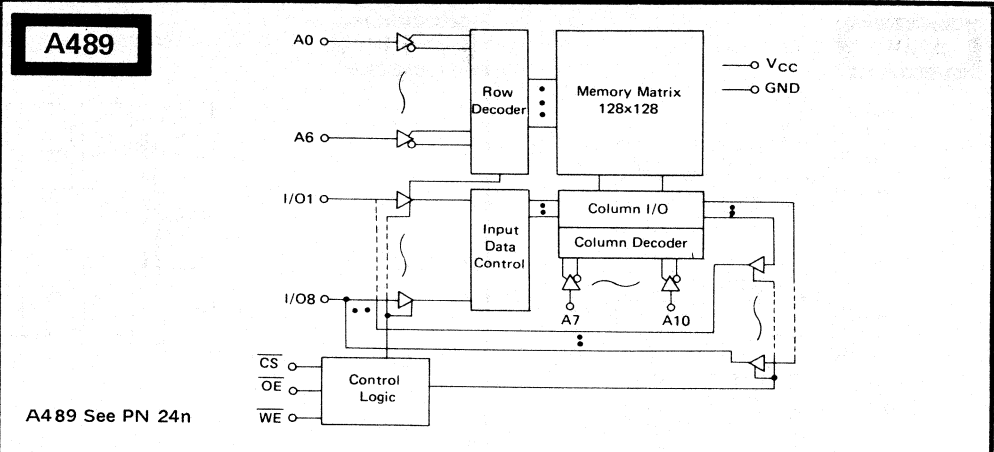 A489
A0
A6
Row
Decoder
Memory Matrix
128x128
VCC
GND
I/O1
I/O8
Input
Data
Control
Column I/O
Column Decoder
A7
A10
CS
OE
WE
Control
Logic
A489 See PN 24n